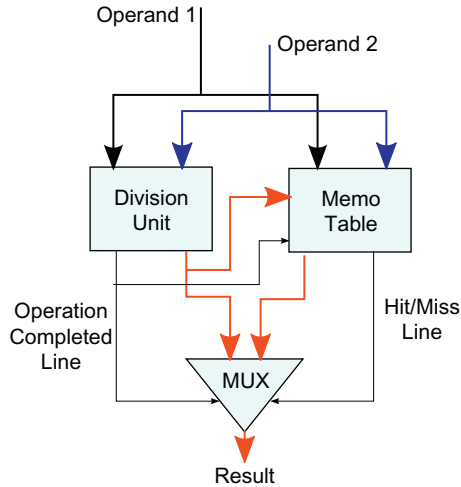 Operand 1
Operand 2
Division
Unit
Memo
Table
Operation
Completed
Line
Hit/Miss
Line
MUX
Result